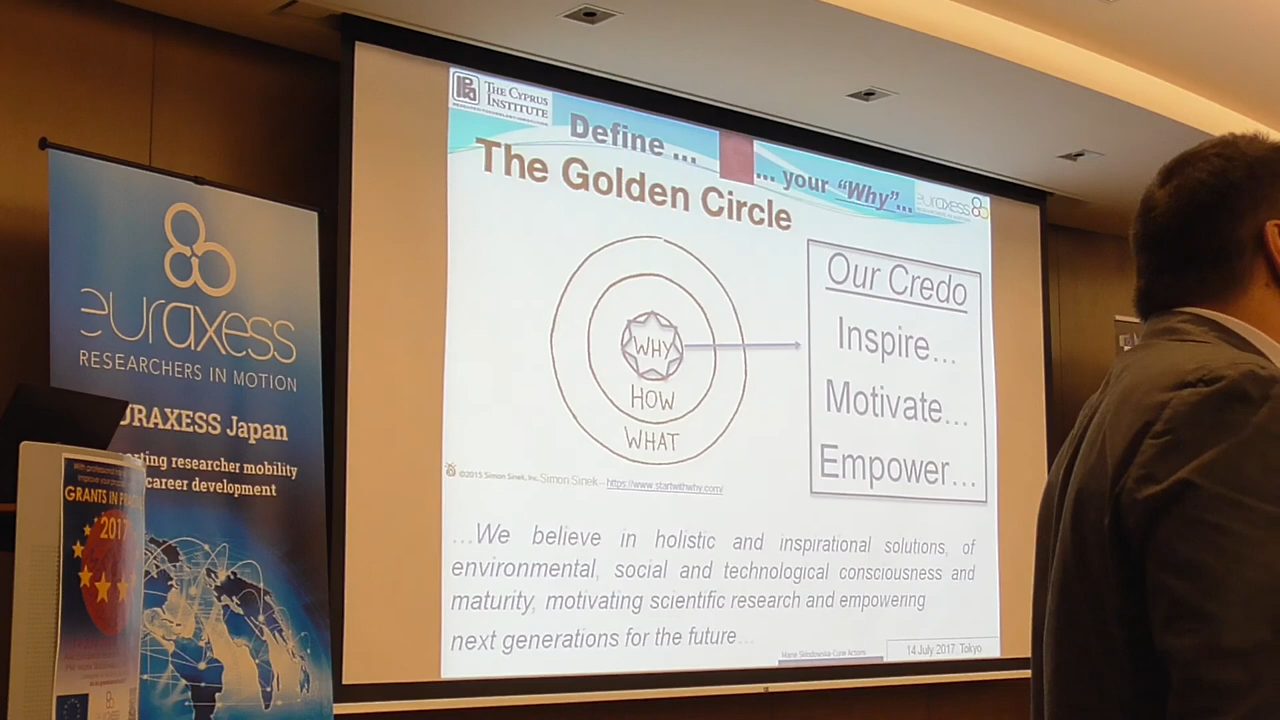 THE CYPRUS
INSTITUTE
Define ...
... your "Why"...
euraxess
The Golden Circle
Our Credo
Inspire...
Motivate...
Empower...
WHY
HOW
WHAT
©2015 Simon Sinek, Inc. Simon Sinek – https://www.startwithwhy.com/
...We believe in holistic and inspirational solutions, of
environmental, social and technological consciousness and
maturity, motivating scientific research and empowering
next generations for the future...
Marie Skłodowska-Curie Actions
14 July 2017, Tokyo
euraxess
RESEARCHERS IN MOTION
URAXESS Japan
rting researcher mobility
career development
GRANTS IN PRA
2017